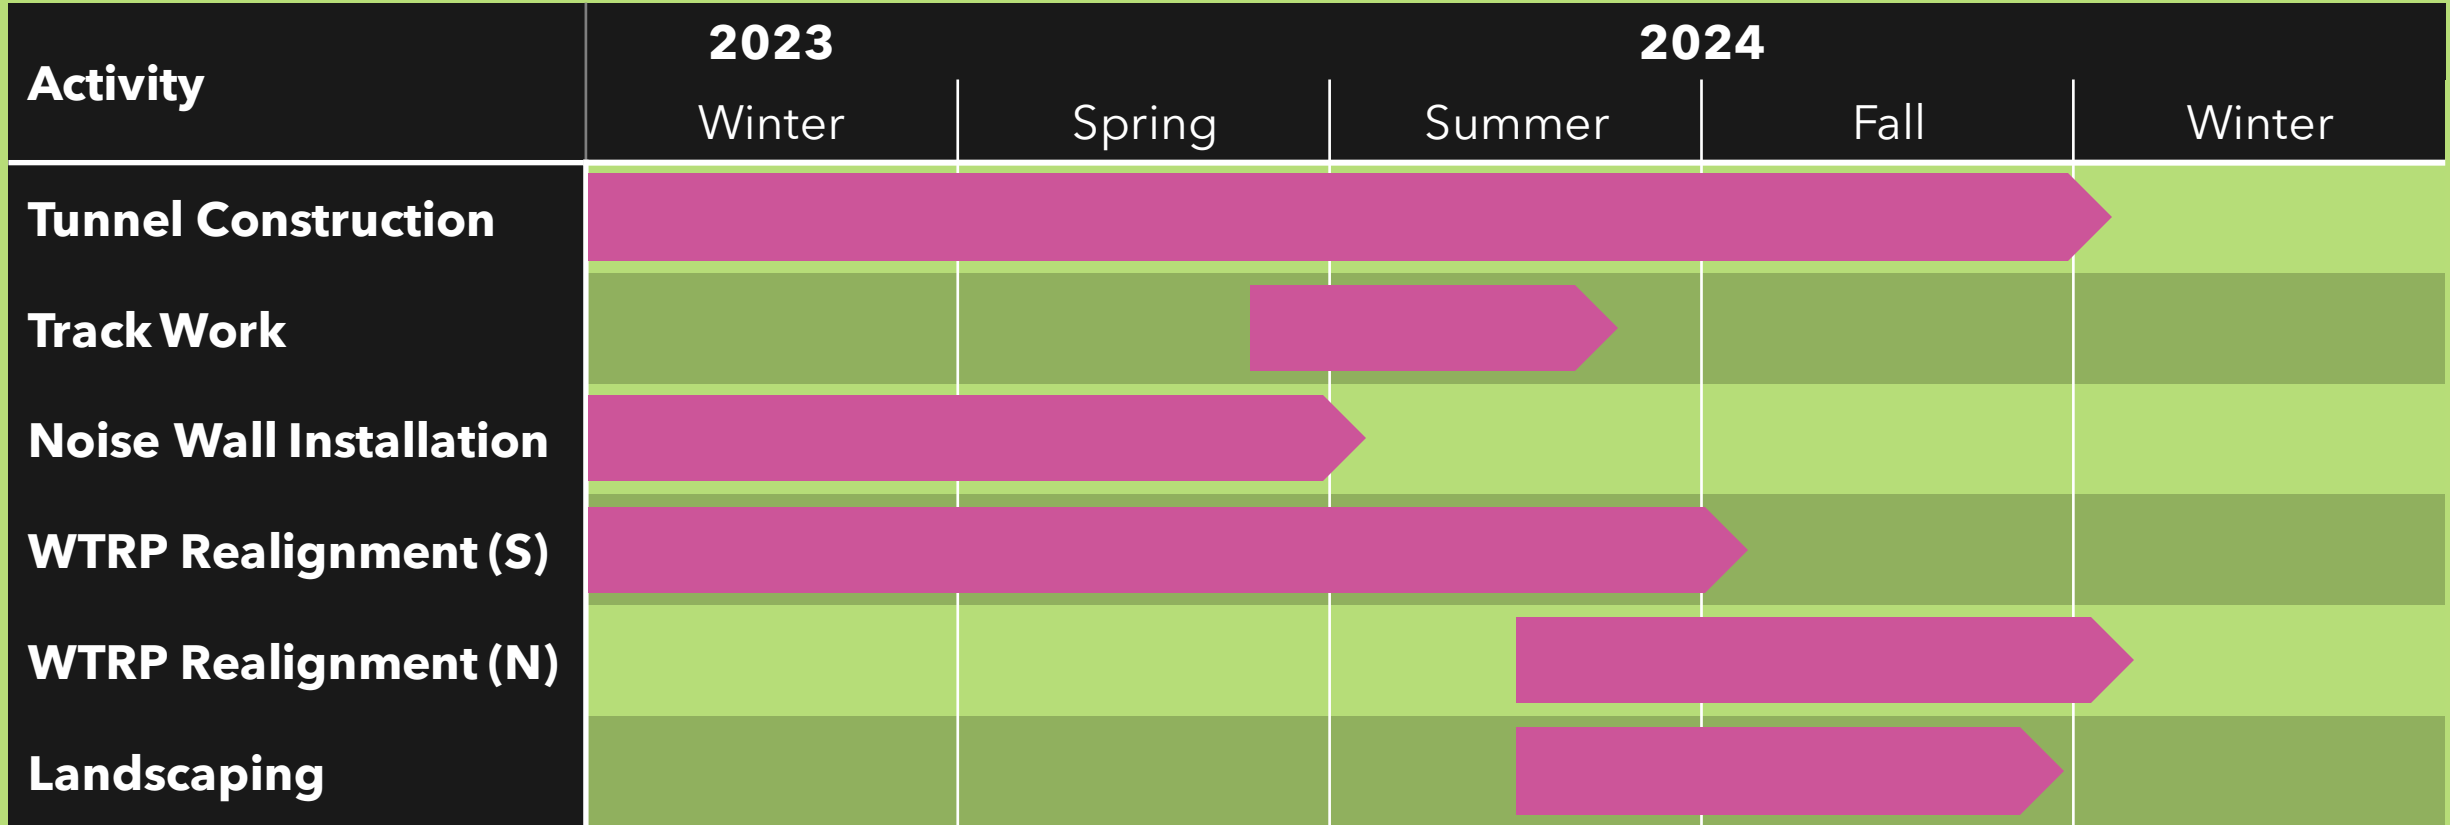 2023 2024
Activity
Winter Spring Summer Fall Winter
Tunnel Construction
Track Work
Noise Wall Installation
WTRP Realignment (S)
WTRP Realignment (N)
Landscaping